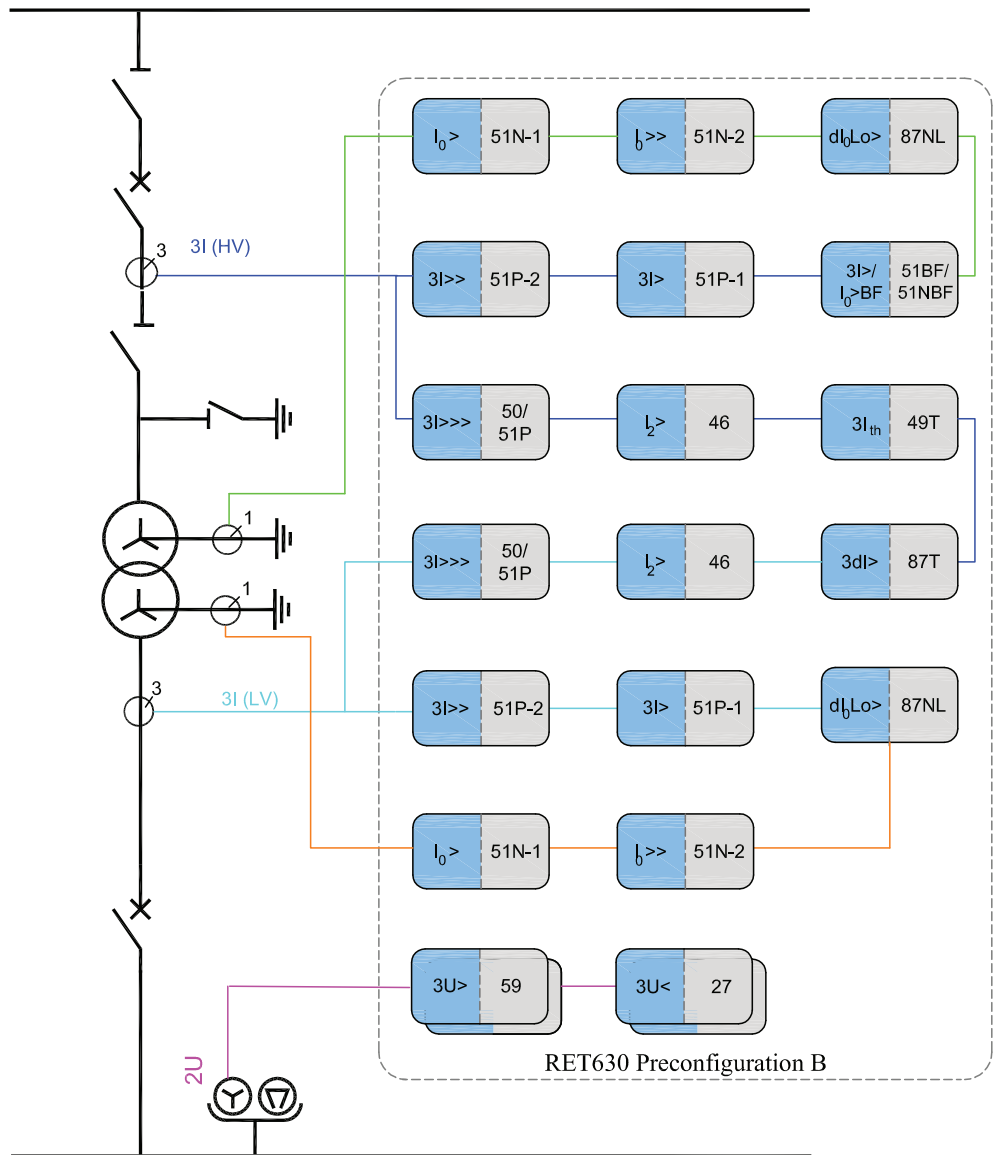 I0> 51N-1 I0>> 51N-2 dI0Lo> 87NL
3I (HV)
3
3I>> 51P-2 3I> 51P-1 3I>/ 51BF/
I0>BF 51NBF
3I>>> 50/ I2> 46 3Ith 49T
51P
1
3I>>> 50/ I2> 46 3dI> 87T
51P
1
3
3I (LV)
3I>> 51P-2 3I> 51P-1 dI0Lo> 87NL
I0> 51N-1 I0>> 51N-2
3U> 59 3U< 27
2U
RET630 Preconfiguration B